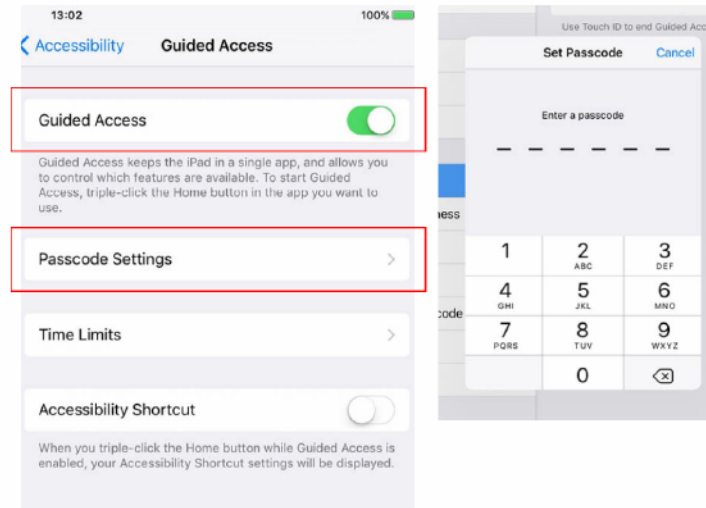 13:02
100%
Accessibility
Guided Access
Guided Access
Guided Access keeps the iPad in a single app, and allows you
to control which features are available. To start Guided
Access, triple-click the Home button in the app you want to
use.
Passcode Settings
Time Limits
Accessibility Shortcut
When you triple-click the Home button while Guided Access is
enabled, your Accessibility Shortcut settings will be displayed.
Use Touch ID to end Guided Acc
Set Passcode
Cancel
Enter a passcode
ness
code
1
2
ABC
3
DEF
4
GHI
5
JKL
6
MNO
7
PQRS
8
TUV
9
WXYZ
0